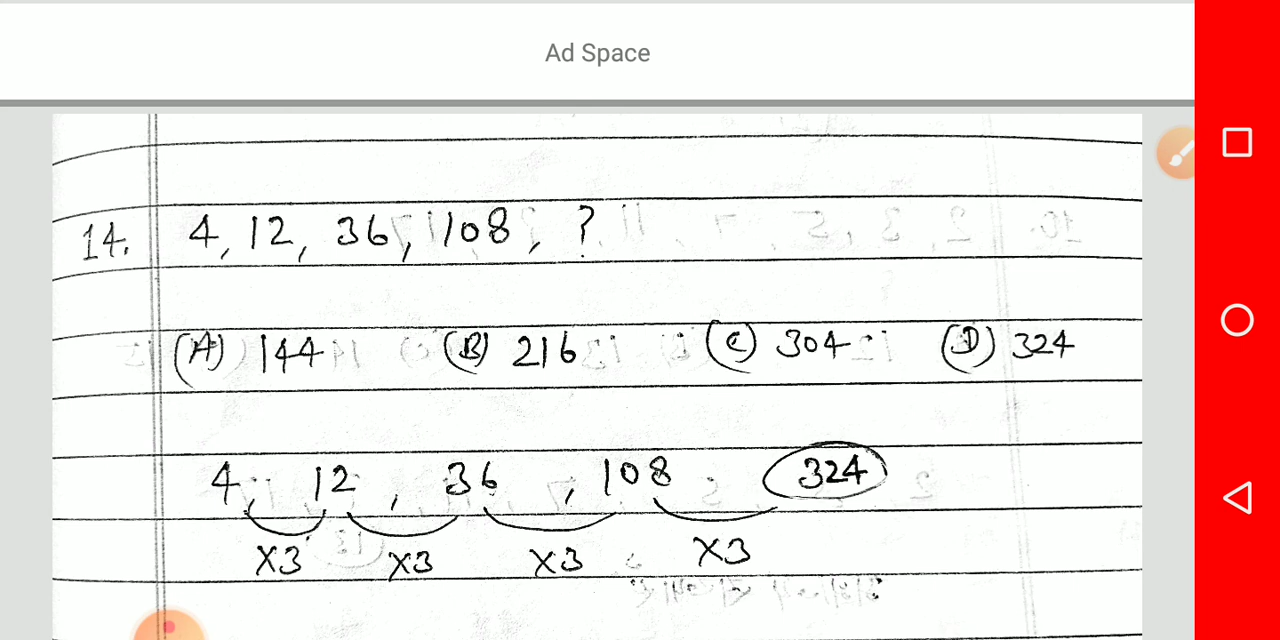 Ad Space
14. 4, 12, 36, 108, ?
(A) 144 (B) 216 (C) 304 (D) 324
4, 12, 36, 108 324
X3 X3 X3 X3